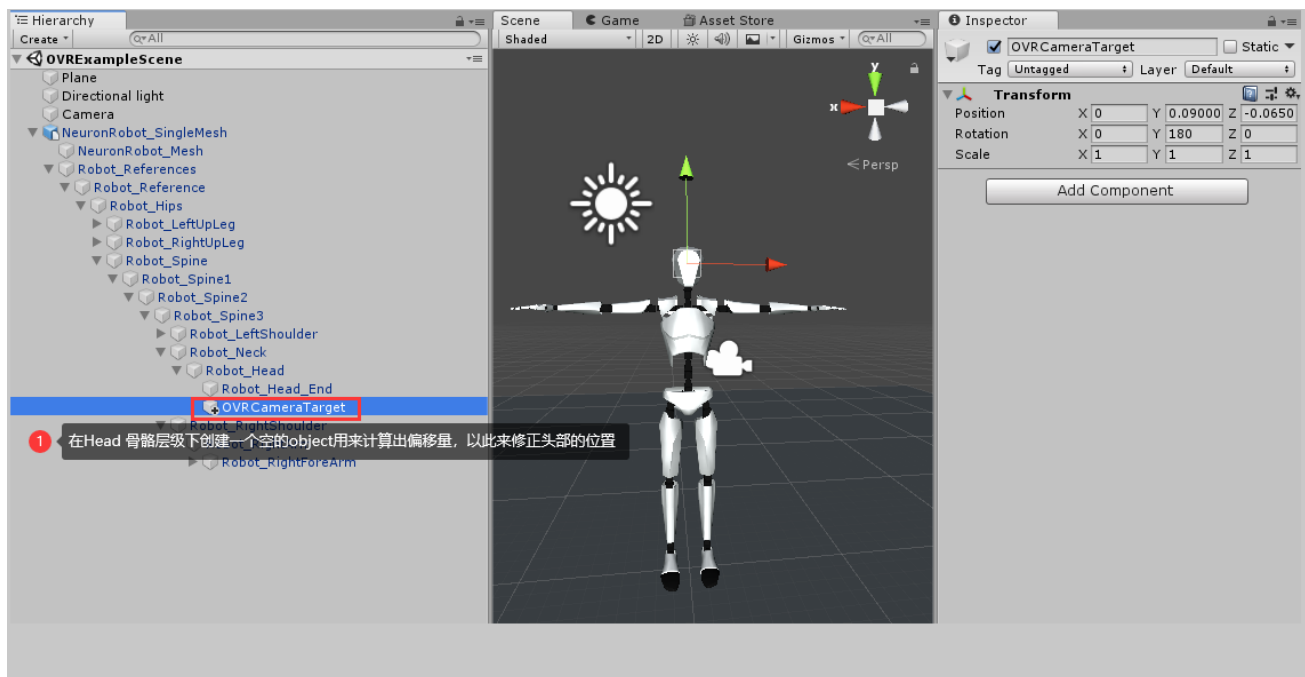 Hierarchy
Create
All
OVRExampleScene
Plane
Directional light
Camera
NeuronRobot_SingleMesh
NeuronRobot_Mesh
Robot_References
Robot_Reference
Robot_Hips
Robot_LeftUpLeg
Robot_RightUpLeg
Robot_Spine
Robot_Spine1
Robot_Spine2
Robot_Spine3
Robot_LeftShoulder
Robot_Neck
Robot_Head
Robot_Head_End
OVRCameraTarget
Robot_RightShoulder
1 在Head 骨骼层级下创建一个空的object用来计算出偏移量，以此来修正头部的位置
Robot_RightForeArm
Scene Game Asset Store
Shaded 2D Gizmos All
y
x
Persp
Inspector
OVRCameraTarget Static
Tag Untagged Layer Default
Transform
Position X 0 Y 0.09000 Z -0.0650
Rotation X 0 Y 180 Z 0
Scale X 1 Y 1 Z 1
Add Component